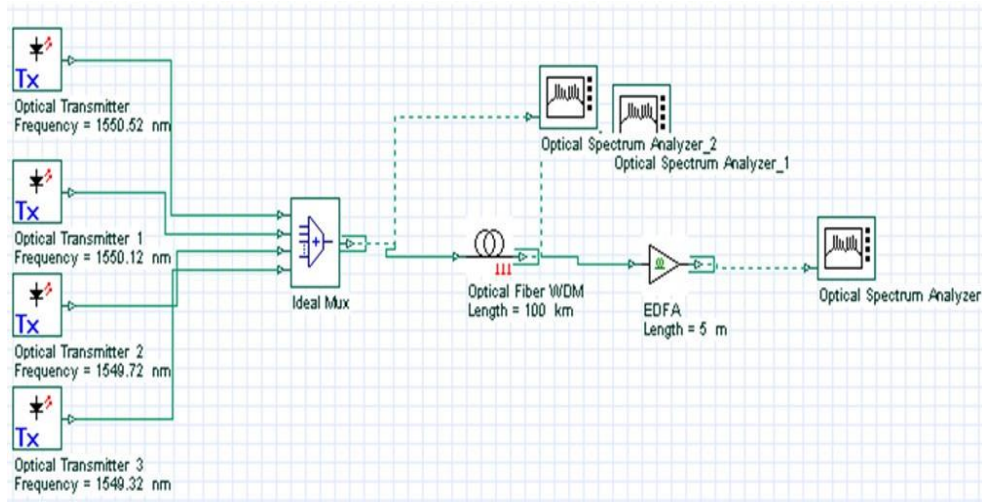 Tx
Optical Transmitter
Frequency = 1550.52 nm
Tx
Optical Transmitter 1
Frequency = 1550.12 nm
Tx
Optical Transmitter 2
Frequency = 1549.72 nm
Tx
Optical Transmitter 3
Frequency = 1549.32 nm
Ideal Mux
Optical Spectrum Analyzer_2
Optical Spectrum Analyzer_1
Optical Fiber WDM
Length = 100 km
EDFA
Length = 5 m
Optical Spectrum Analyzer